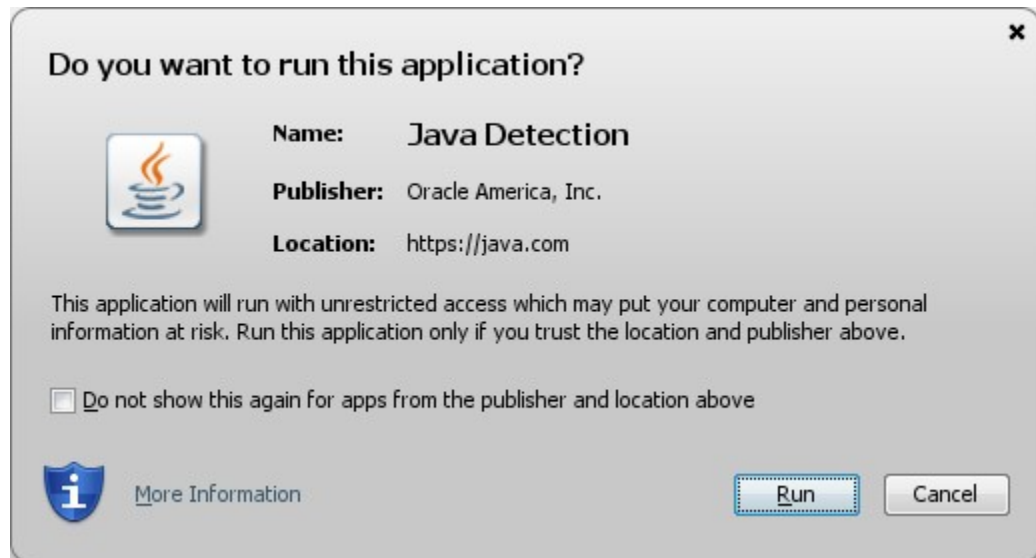 Do you want to run this application?
Name: Java Detection
Publisher: Oracle America, Inc.
Location: https://java.com
This application will run with unrestricted access which may put your computer and personal
information at risk. Run this application only if you trust the location and publisher above.
Do not show this again for apps from the publisher and location above
More Information
Run
Cancel